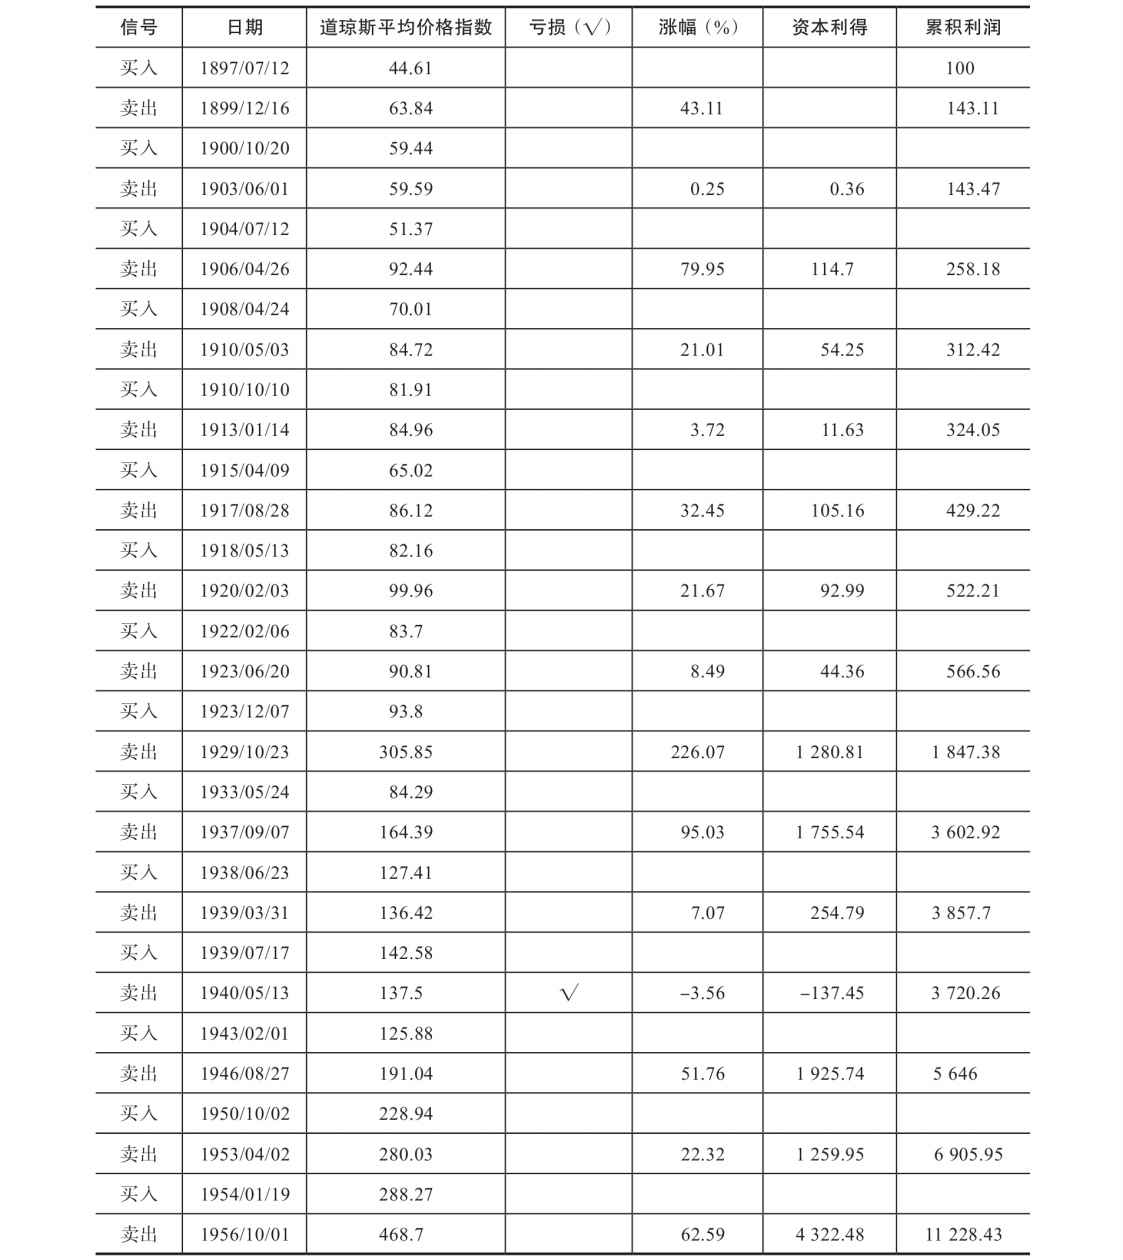 信号 日期 道琼斯平均价格指数 亏损（√） 涨幅（%） 资本利得 累积利润
买入 1897/07/12 44.61 100
卖出 1899/12/16 63.84 43.11 143.11
买入 1900/10/20 59.44
卖出 1903/06/01 59.59 0.25 0.36 143.47
买入 1904/07/12 51.37
卖出 1906/04/26 92.44 79.95 114.7 258.18
买入 1908/04/24 70.01
卖出 1910/05/03 84.72 21.01 54.25 312.42
买入 1910/10/10 81.91
卖出 1913/01/14 84.96 3.72 11.63 324.05
买入 1915/04/09 65.02
卖出 1917/08/28 86.12 32.45 105.16 429.22
买入 1918/05/13 82.16
卖出 1920/02/03 99.96 21.67 92.99 522.21
买入 1922/02/06 83.7
卖出 1923/06/20 90.81 8.49 44.36 566.56
买入 1923/12/07 93.8
卖出 1929/10/23 305.85 226.07 1 280.81 1 847.38
买入 1933/05/24 84.29
卖出 1937/09/07 164.39 95.03 1 755.54 3 602.92
买入 1938/06/23 127.41
卖出 1939/03/31 136.42 7.07 254.79 3 857.7
买入 1939/07/17 142.58
卖出 1940/05/13 137.5 √ –3.56 –137.45 3 720.26
买入 1943/02/01 125.88
卖出 1946/08/27 191.04 51.76 1 925.74 5 646
买入 1950/10/02 228.94
卖出 1953/04/02 280.03 22.32 1 259.95 6 905.95
买入 1954/01/19 288.27
卖出 1956/10/01 468.7 62.59 4 322.48 11 228.43